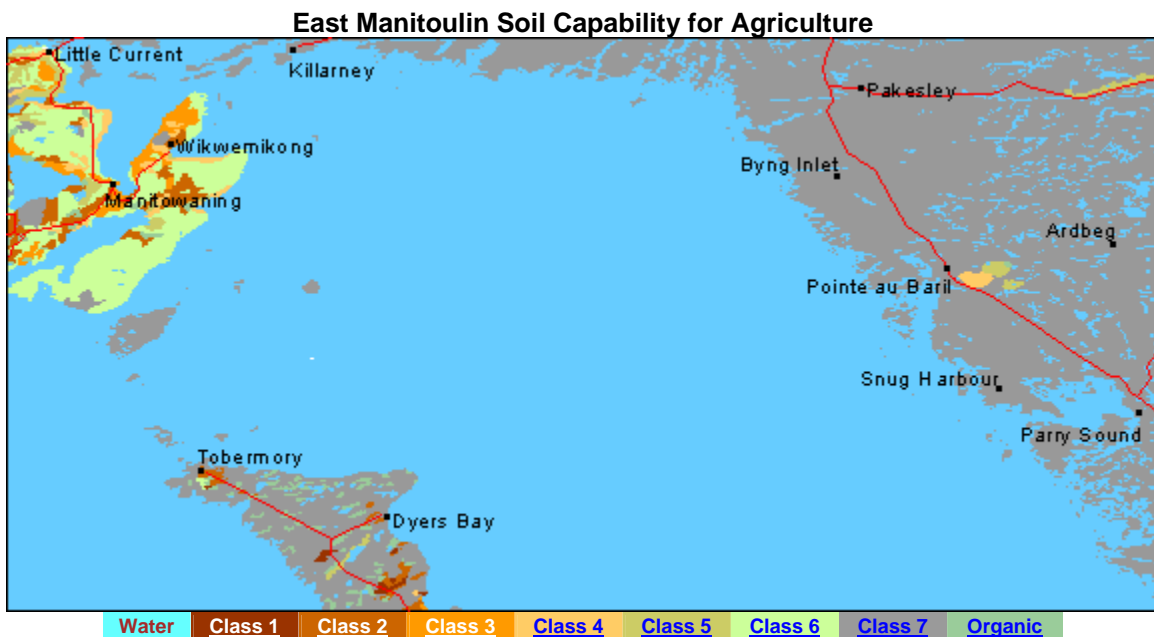 East Manitoulin Soil Capability for Agriculture
Little Current
Killarney
Pakesley
Wikwemikong
Byng Inlet
Manitowaning
Ardbeg
Pointe au Baril
Snug Harbour
Parry Sound
Tobermory
Dyers Bay
Water Class 1 Class 2 Class 3 Class 4 Class 5 Class 6 Class 7 Organic